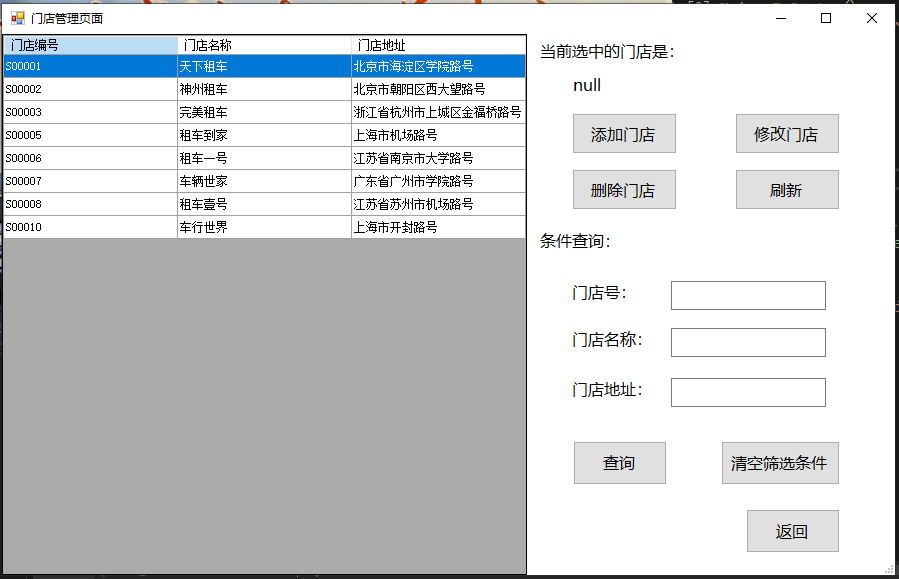 门店管理页面
门店编号 门店名称 门店地址
S00001 天下租车 北京市海淀区学院路号
S00002 神州租车 北京市朝阳区西大望路号
S00003 完美租车 浙江省杭州市上城区金福桥路号
S00005 租车到家 上海市机场路号
S00006 租车一号 江苏省南京市大学路号
S00007 车辆世家 广东省广州市学院路号
S00008 租车壹号 江苏省苏州市机场路号
S00010 车行世界 上海市开封路号
当前选中的门店是：
null
添加门店 修改门店
删除门店 刷新
条件查询：
门店号：
门店名称：
门店地址：
查询 清空筛选条件
返回